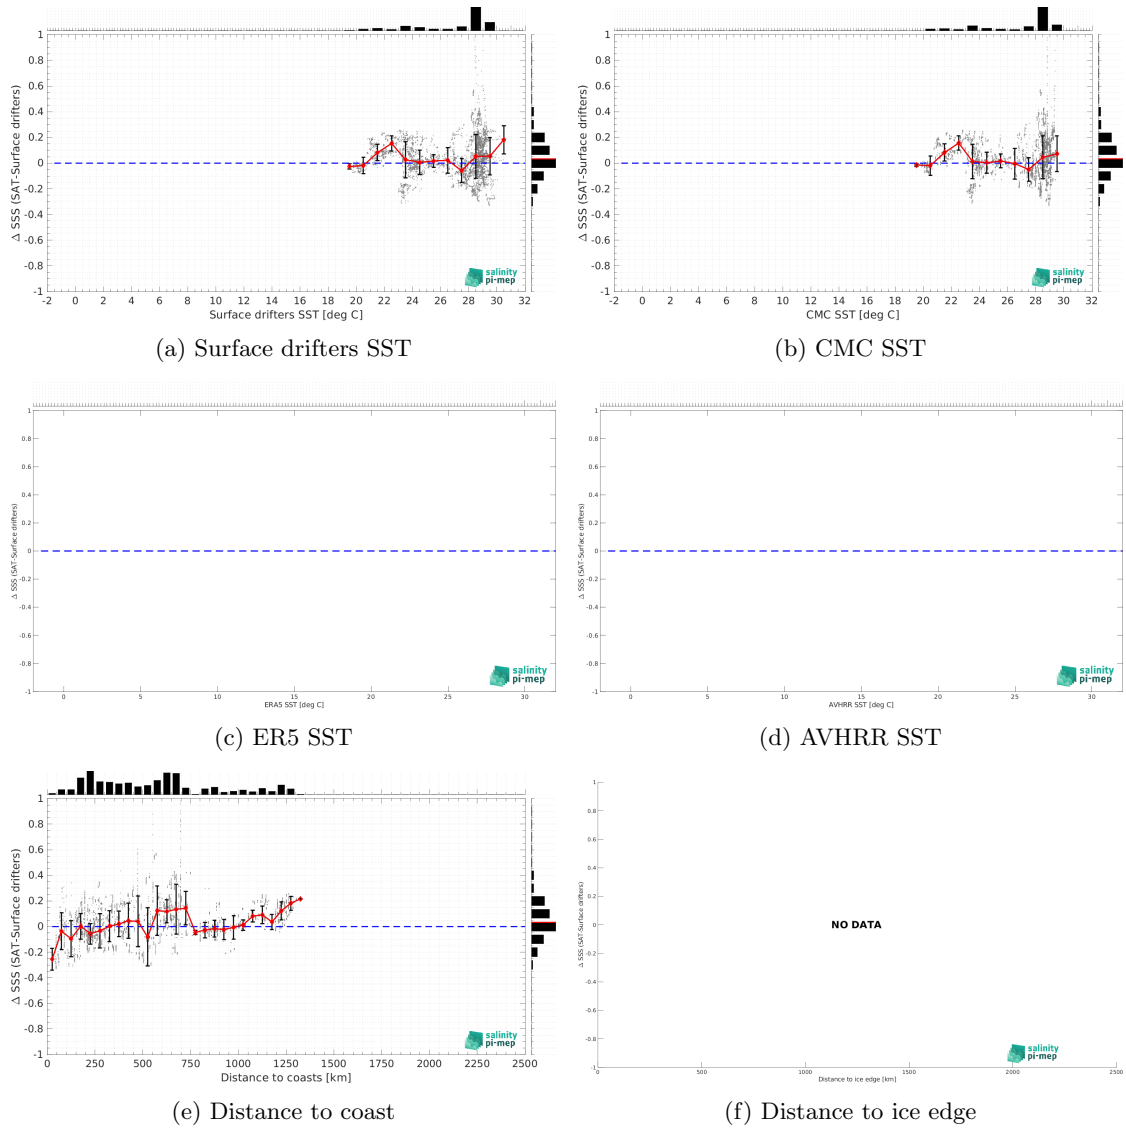 Δ SSS (SAT-Surface drifters)
1
0.8
0.6
0.4
0.2
0
-0.2
-0.4
-0.6
-0.8
-1
salinity
pi-mep
-2 0 2 4 6 8 10 12 14 16 18 20 22 24 26 28 30 32
Surface drifters SST [deg C]
(a) Surface drifters SST
Δ SSS (SAT-Surface drifters)
1
0.8
0.6
0.4
0.2
0
-0.2
-0.4
-0.6
-0.8
-1
salinity
pi-mep
-2 0 2 4 6 8 10 12 14 16 18 20 22 24 26 28 30 32
CMC SST [deg C]
(b) CMC SST
Δ SSS (SAT-Surface drifters)
1
0.8
0.6
0.4
0.2
0
-0.2
-0.4
-0.6
-0.8
-1
salinity
pi-mep
0 5 10 15 20 25 30
ERA5 SST [deg C]
(c) ER5 SST
Δ SSS (SAT-Surface drifters)
1
0.8
0.6
0.4
0.2
0
-0.2
-0.4
-0.6
-0.8
-1
salinity
pi-mep
0 5 10 15 20 25 30
AVHRR SST [deg C]
(d) AVHRR SST
Δ SSS (SAT-Surface drifters)
1
0.8
0.6
0.4
0.2
0
-0.2
-0.4
-0.6
-0.8
-1
salinity
pi-mep
0 250 500 750 1000 1250 1500 1750 2000 2250 2500
Distance to coasts [km]
(e) Distance to coast
Δ SSS (SAT-Surface drifters)
1
0.8
0.6
0.4
0.2
0
-0.2
-0.4
-0.6
-0.8
-1
NO DATA
salinity
pi-mep
0 500 1000 1500 2000 2500
Distance to ice edge [km]
(f) Distance to ice edge